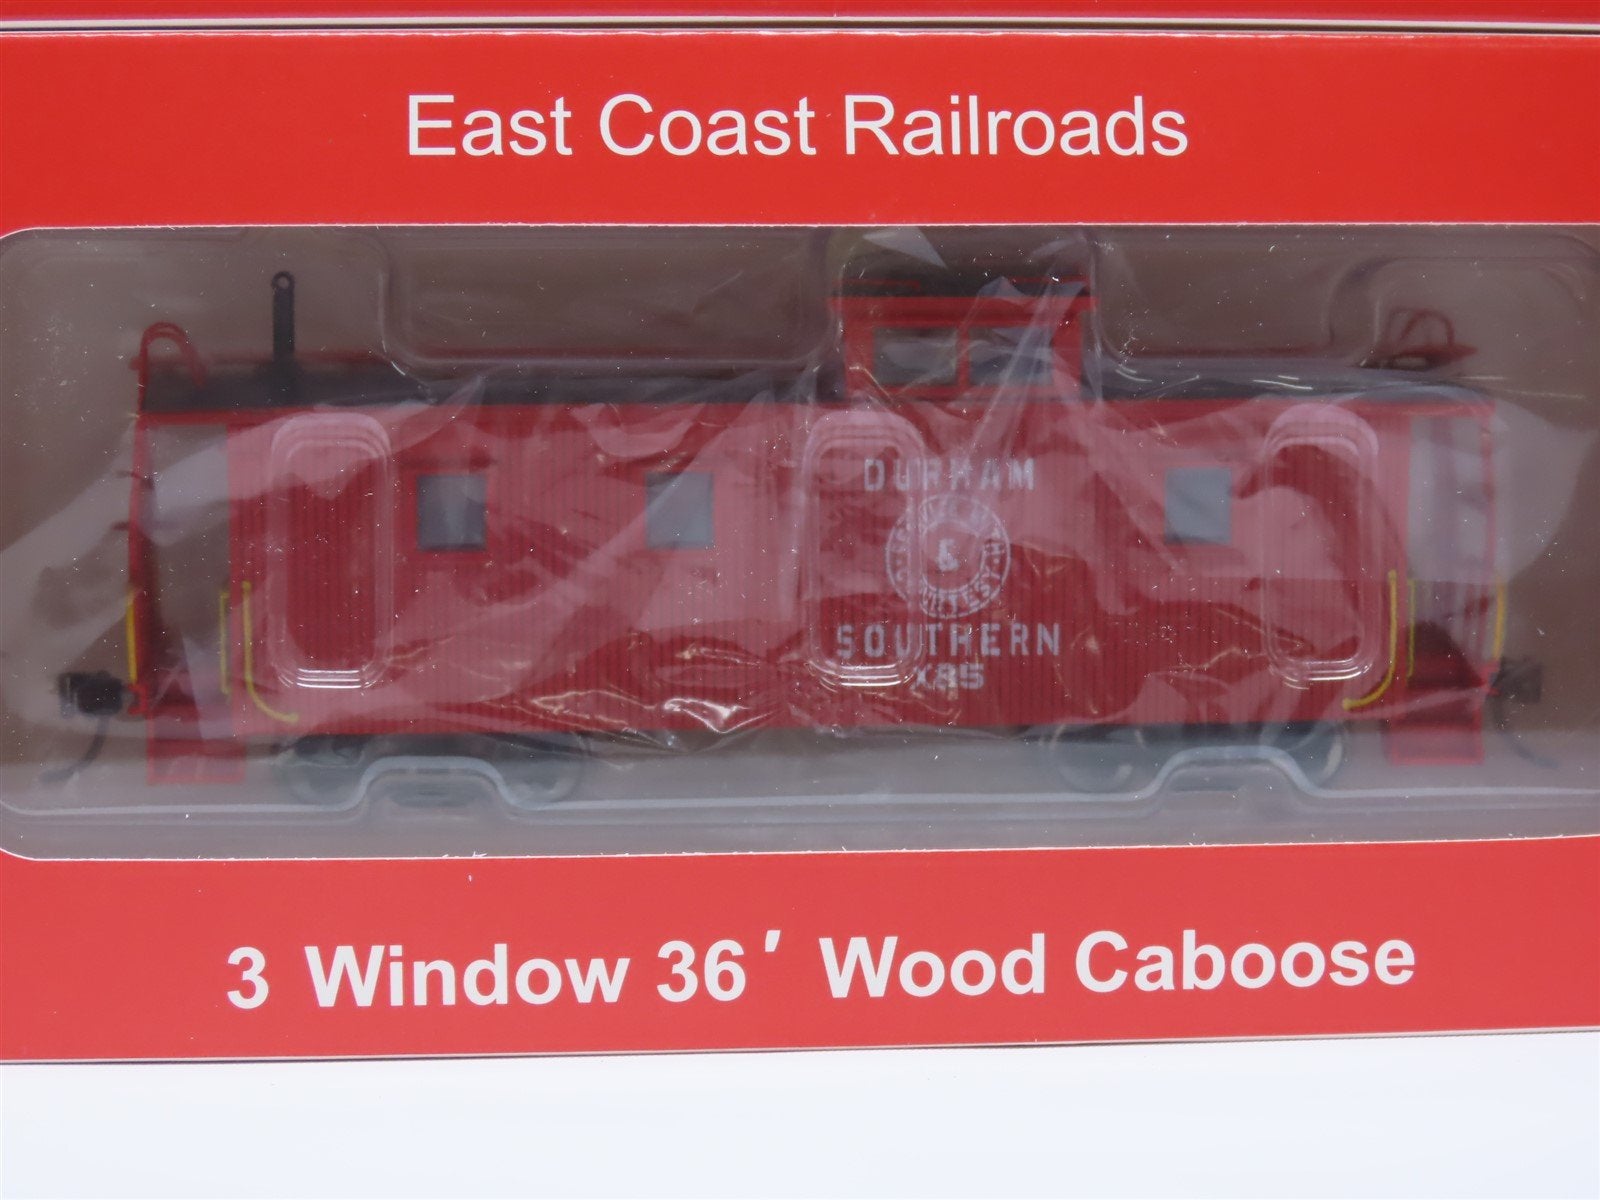 East Coast Railroads
DURHAM
&
SOUTHERN
X85
3 Window 36' Wood Caboose